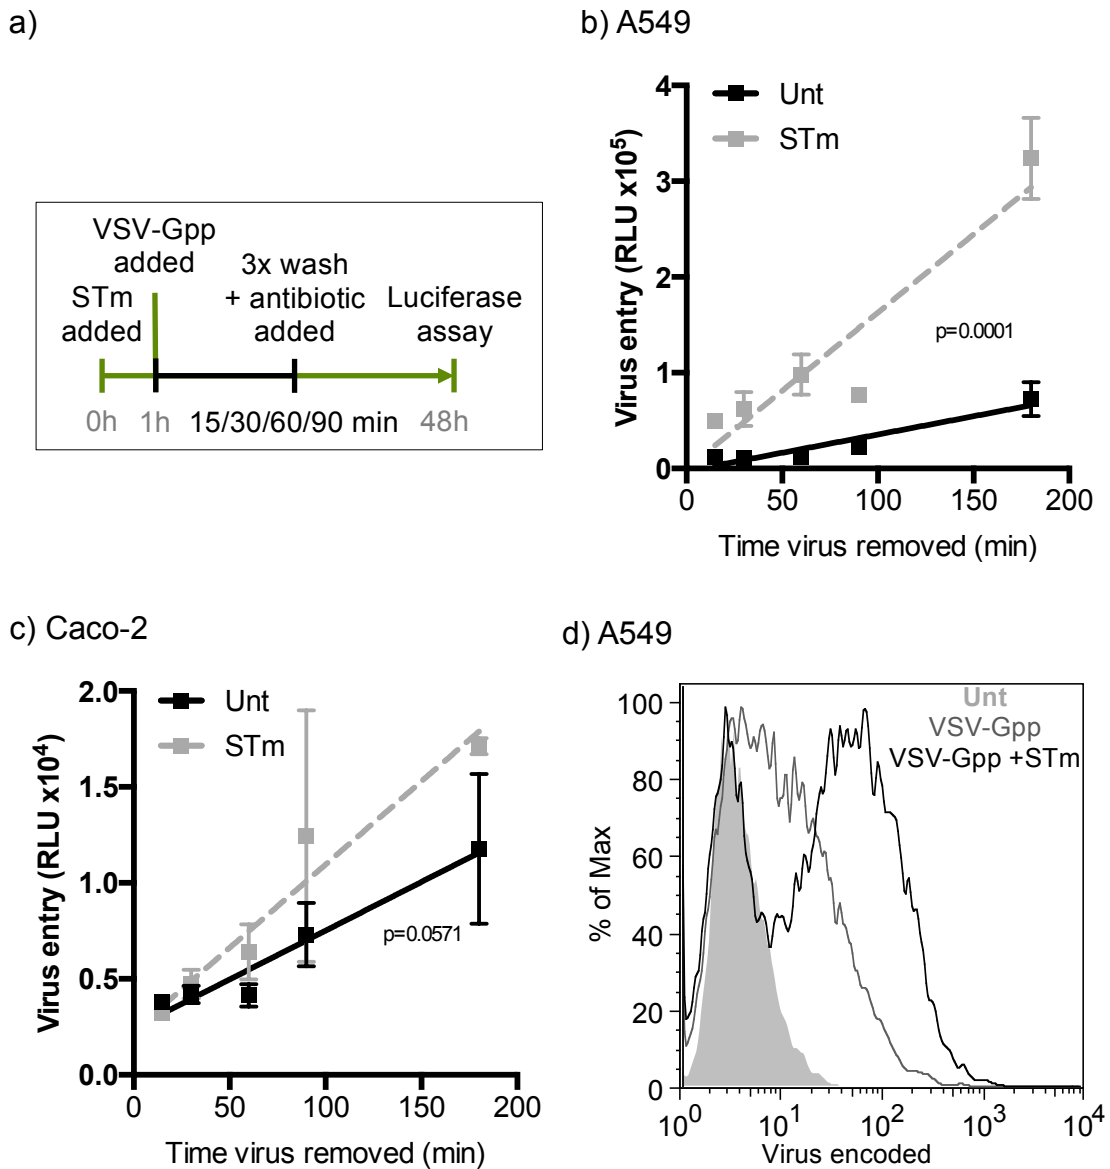 a)
VSV-Gpp
added
3x wash
STm
added
+ antibiotic
added
Luciferase
assay
0h
1h
15/30/60/90 min
48h
b) A549
Unt
STm
Virus entry (RLU x10⁵)
4
3
2
1
0
p=0.0001
0
50
100
150
200
Time virus removed (min)
c) Caco-2
Unt
STm
Virus entry (RLU x10⁴)
2.0
1.5
1.0
0.5
0.0
p=0.0571
0
50
100
150
200
Time virus removed (min)
d) A549
Unt
VSV-Gpp
VSV-Gpp +STm
% of Max
100
80
60
40
20
0
10⁰
10¹
10²
10³
10⁴
Virus encoded